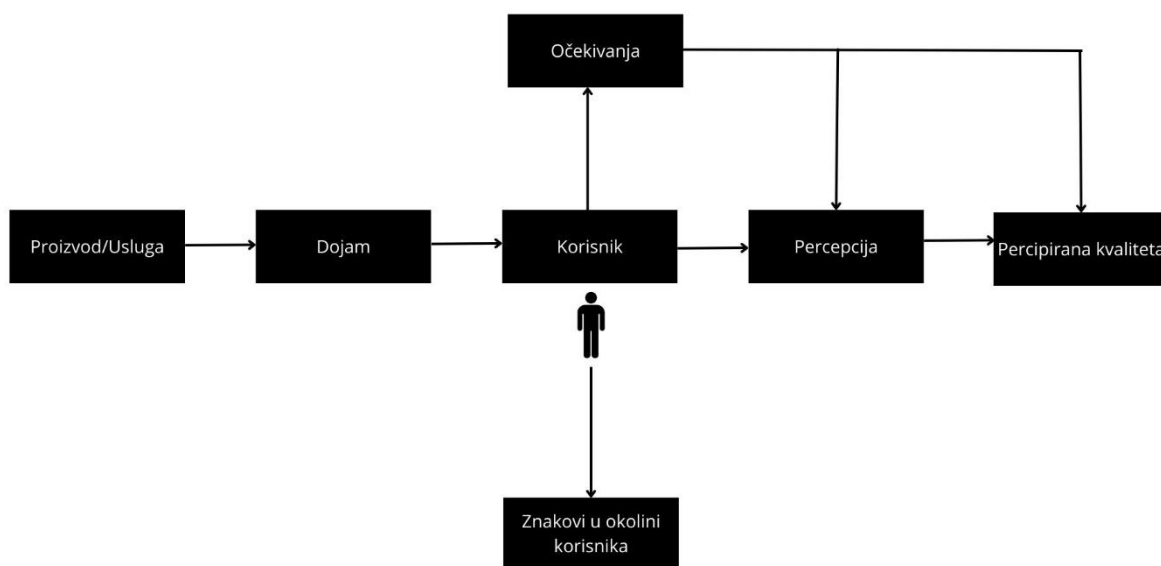 Očekivanja
Proizvod/Usluga
Dojam
Korisnik
Percepcija
Percipirana kvaliteta
Znakovi u okolini
korisnika